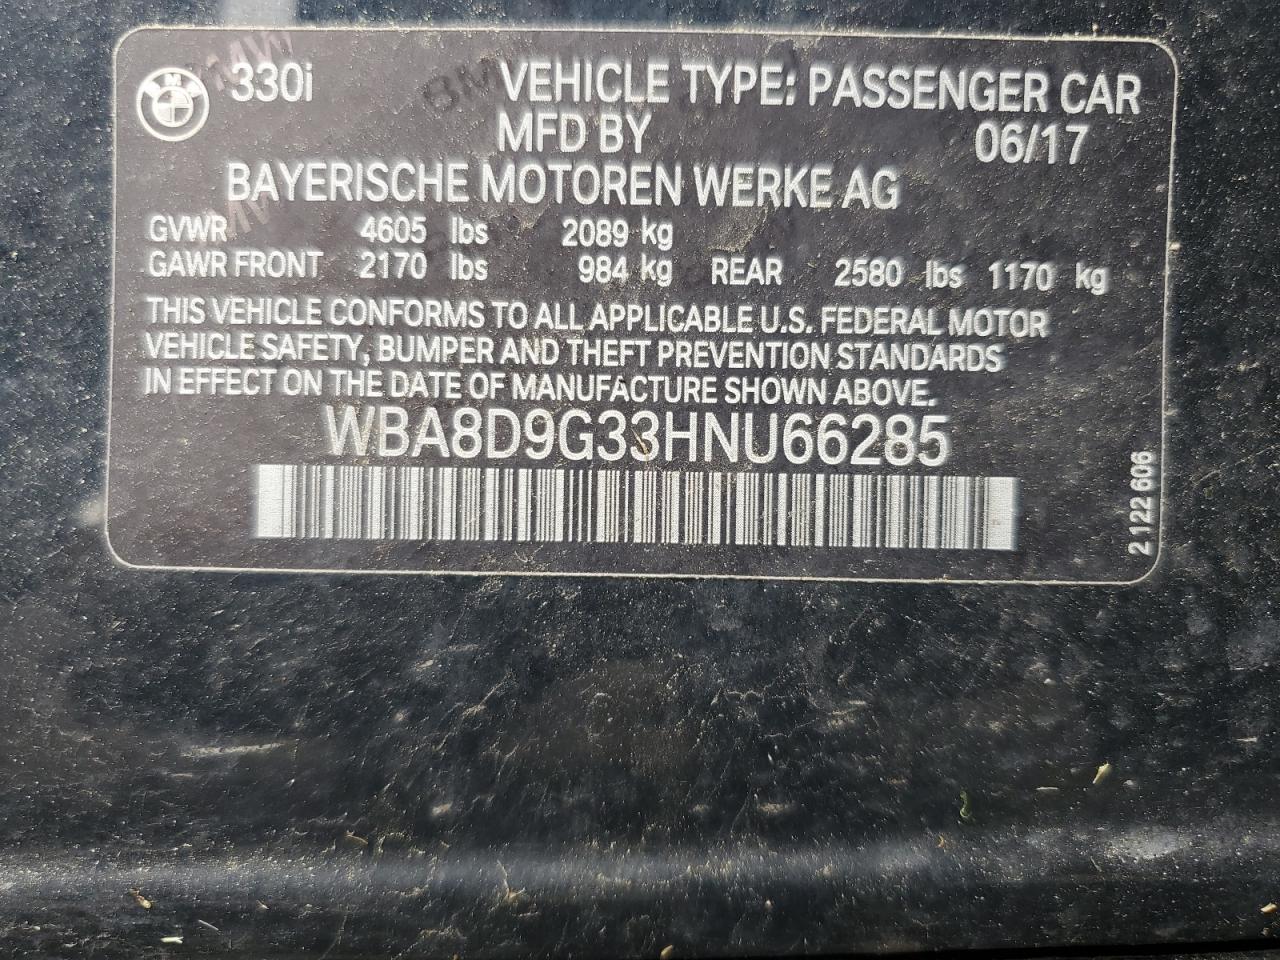 330i VEHICLE TYPE: PASSENGER CAR
MFD BY 06/17
BAYERISCHE MOTOREN WERKE AG
GVWR 4605 lbs 2089 kg
GAWR FRONT 2170 lbs 984 kg REAR 2580 lbs 1170 kg
THIS VEHICLE CONFORMS TO ALL APPLICABLE U.S. FEDERAL MOTOR
VEHICLE SAFETY, BUMPER AND THEFT PREVENTION STANDARDS
IN EFFECT ON THE DATE OF MANUFACTURE SHOWN ABOVE.
WBA8D9G33HNU66285
2 122 606
BMW
BMW